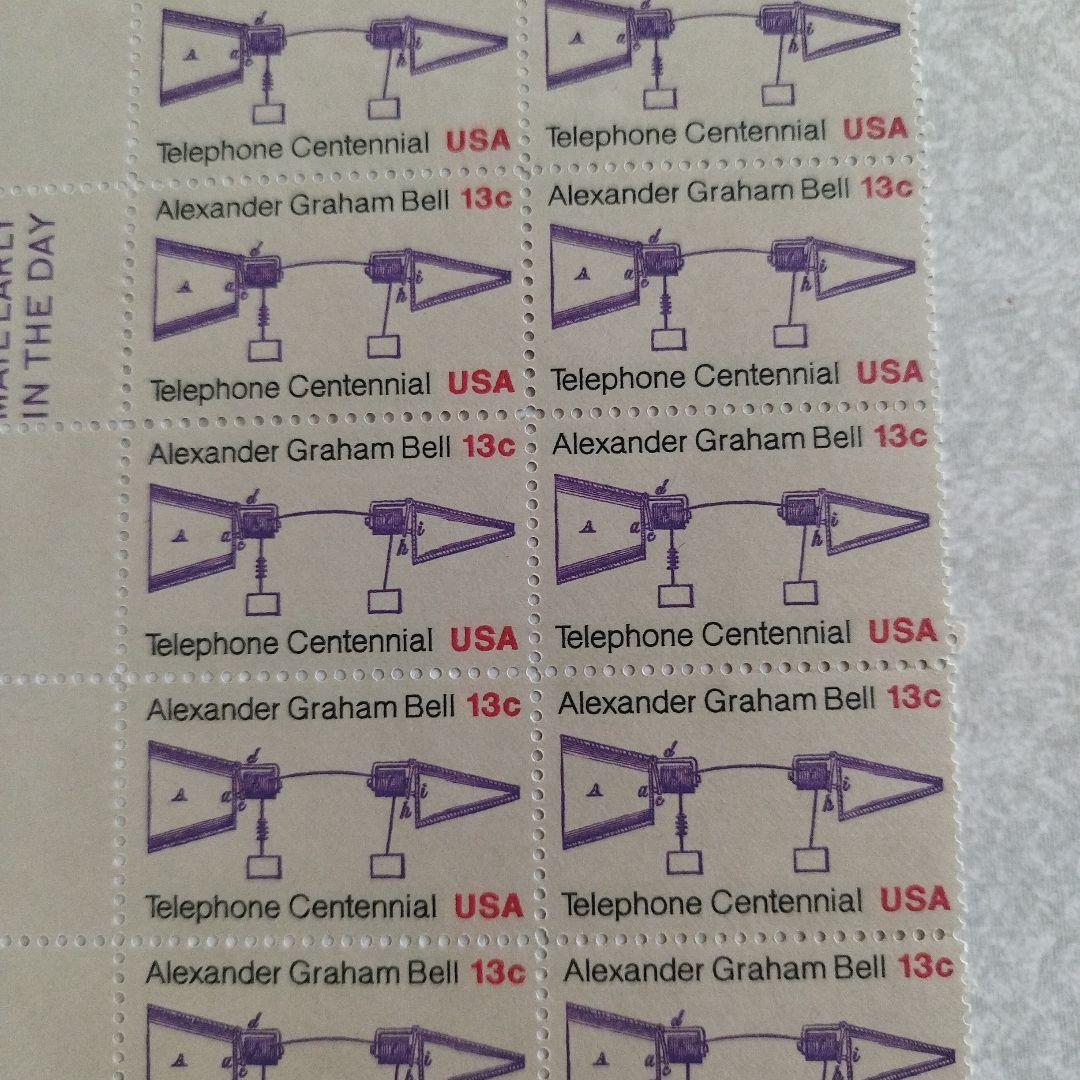 A a c d h i A a c d h i
Telephone Centennial USA Telephone Centennial USA
MAIL EARLY
IN THE DAY
Alexander Graham Bell 13c Alexander Graham Bell 13c
A a c d h i A a c d h i
Telephone Centennial USA Telephone Centennial USA
Alexander Graham Bell 13c Alexander Graham Bell 13c
A a c d h i A a c d h i
Telephone Centennial USA Telephone Centennial USA
Alexander Graham Bell 13c Alexander Graham Bell 13c
A a c d h i A a c d h i
Telephone Centennial USA Telephone Centennial USA
Alexander Graham Bell 13c Alexander Graham Bell 13c
A a c d h i A a c d h i